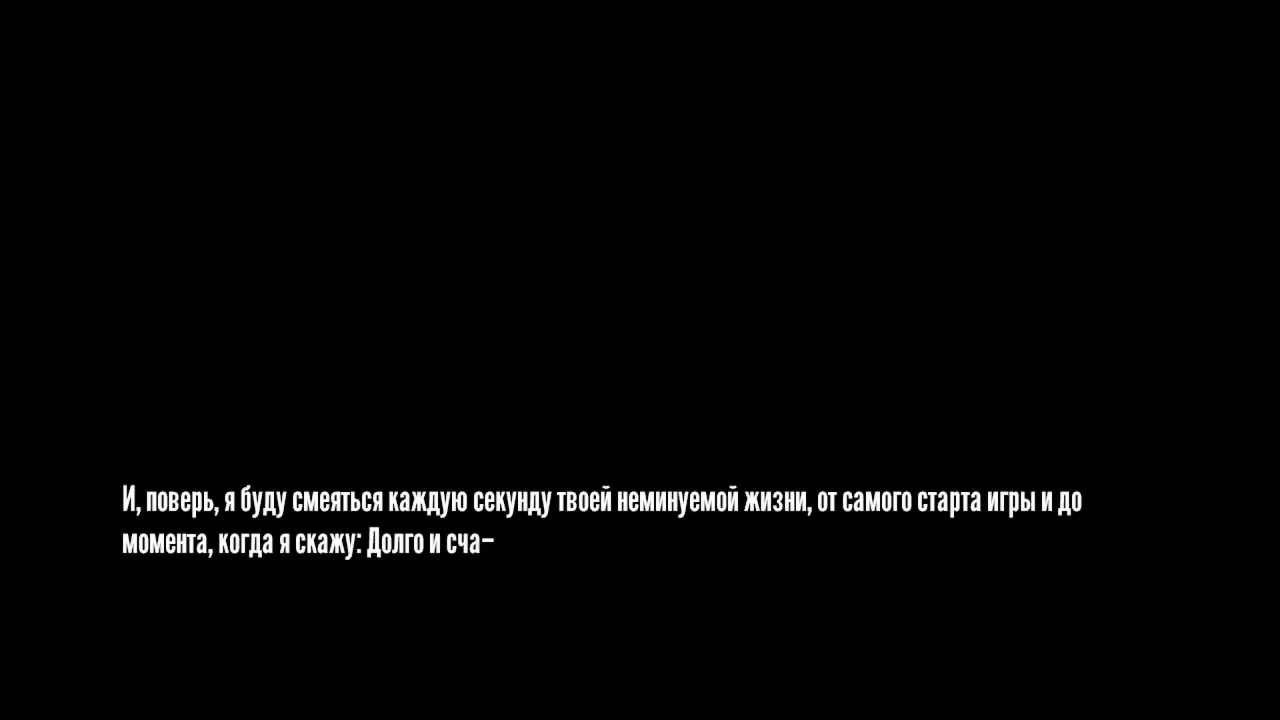 И, поверь, я буду смеяться каждую секунду твоей неминуемой жизни, от самого старта игры и до
момента, когда я скажу: Долго и сча–